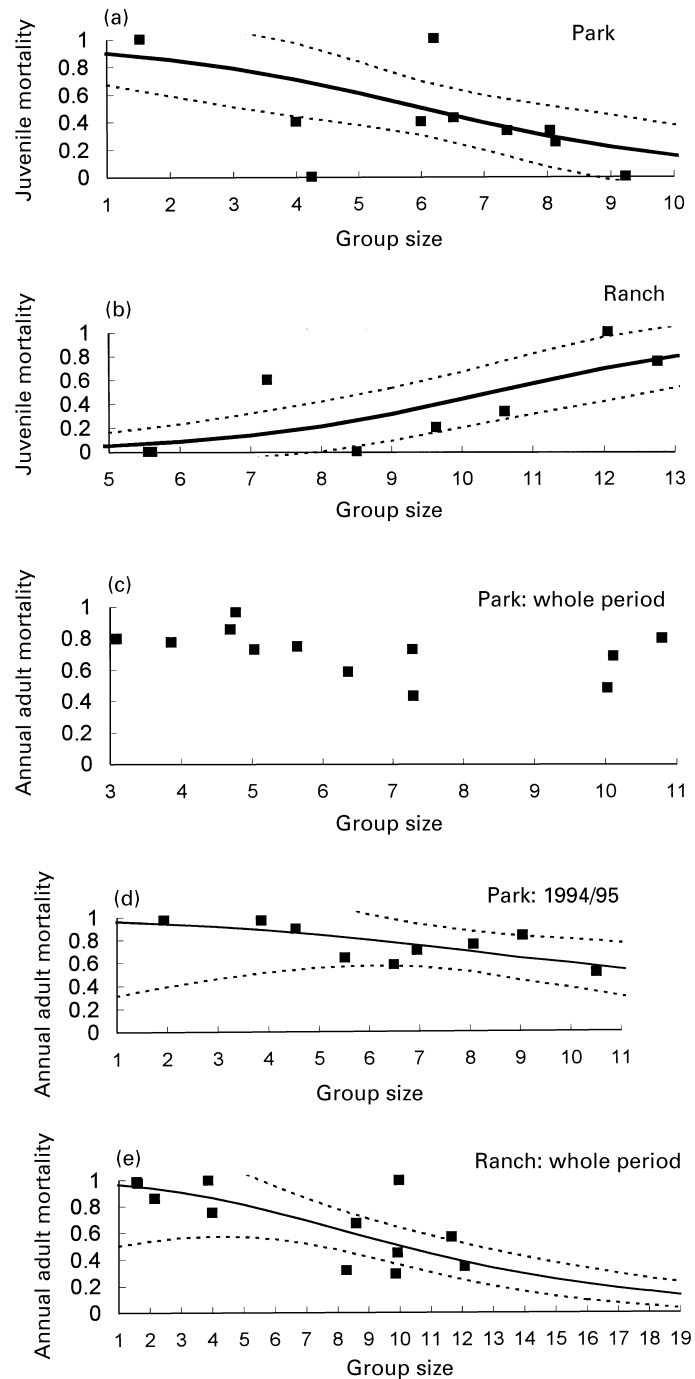 (a)
Park
Juvenile mortality
1
0.8
0.6
0.4
0.2
0
1 2 3 4 5 6 7 8 9 10
Group size
(b)
Ranch
Juvenile mortality
1
0.8
0.6
0.4
0.2
0
5 6 7 8 9 10 11 12 13
Group size
(c)
Park: whole period
Annual adult mortality
1
0.8
0.6
0.4
0.2
0
3 4 5 6 7 8 9 10 11
Group size
(d)
Park: 1994/95
Annual adult mortality
1
0.8
0.6
0.4
0.2
0
1 2 3 4 5 6 7 8 9 10 11
Group size
(e)
Ranch: whole period
Annual adult mortality
1
0.8
0.6
0.4
0.2
0
1 2 3 4 5 6 7 8 9 10 11 12 13 14 15 16 17 18 19
Group size